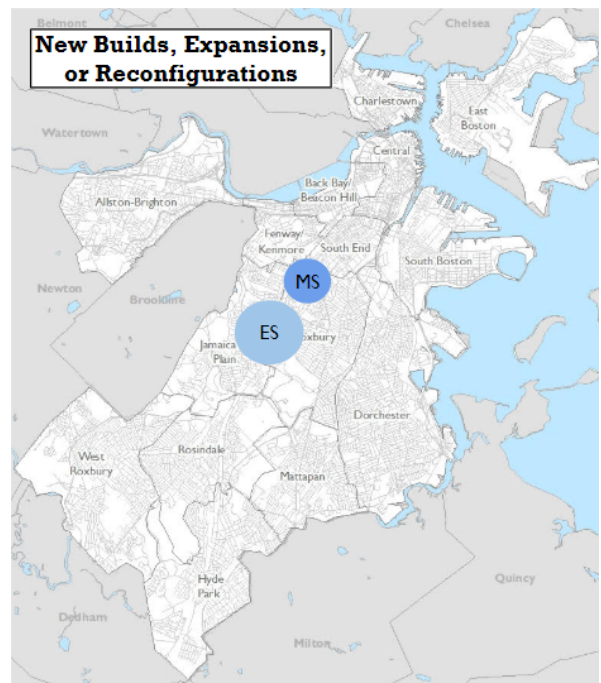 Belmont
Chelsea
New Builds, Expansions,
or Reconfigurations
Charlestown
East
Boston
Watertown
Central
Back Bay/
Beacon Hill
Allston-Brighton
Fenway/
Kenmore
South End
South Boston
MS
Newton
Brookline
ES
oxbury
Jamaica
Plain
Dorchester
West
Roxbury
Rosindale
Mattapan
Hyde
Park
Quincy
Dedham
Milton